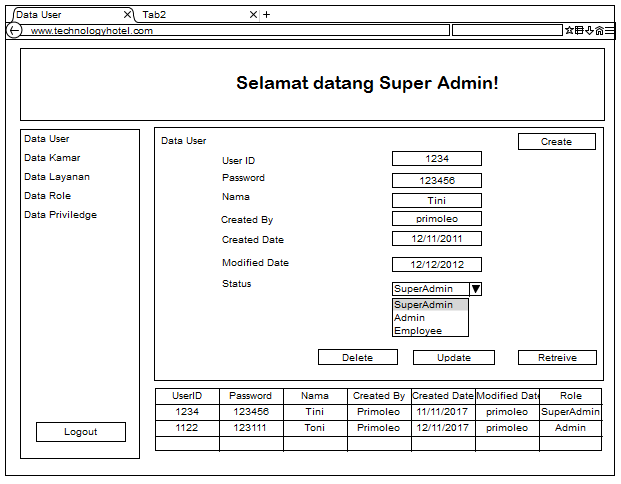 Data User Tab2
www.technologyhotel.com
Selamat datang Super Admin!
Data User
Data Kamar
Data Layanan
Data Role
Data Priviledge
Logout
Data User Create
User ID 1234
Password 123456
Nama Tini
Created By primoleo
Created Date 12/11/2011
Modified Date 12/12/2012
Status SuperAdmin
SuperAdmin
Admin
Employee
Delete Update Retreive
UserID Password Nama Created By Created Date Modified Date Role
1234 123456 Tini Primoleo 11/11/2017 primoleo SuperAdmin
1122 123111 Toni Primoleo 12/11/2017 primoleo Admin